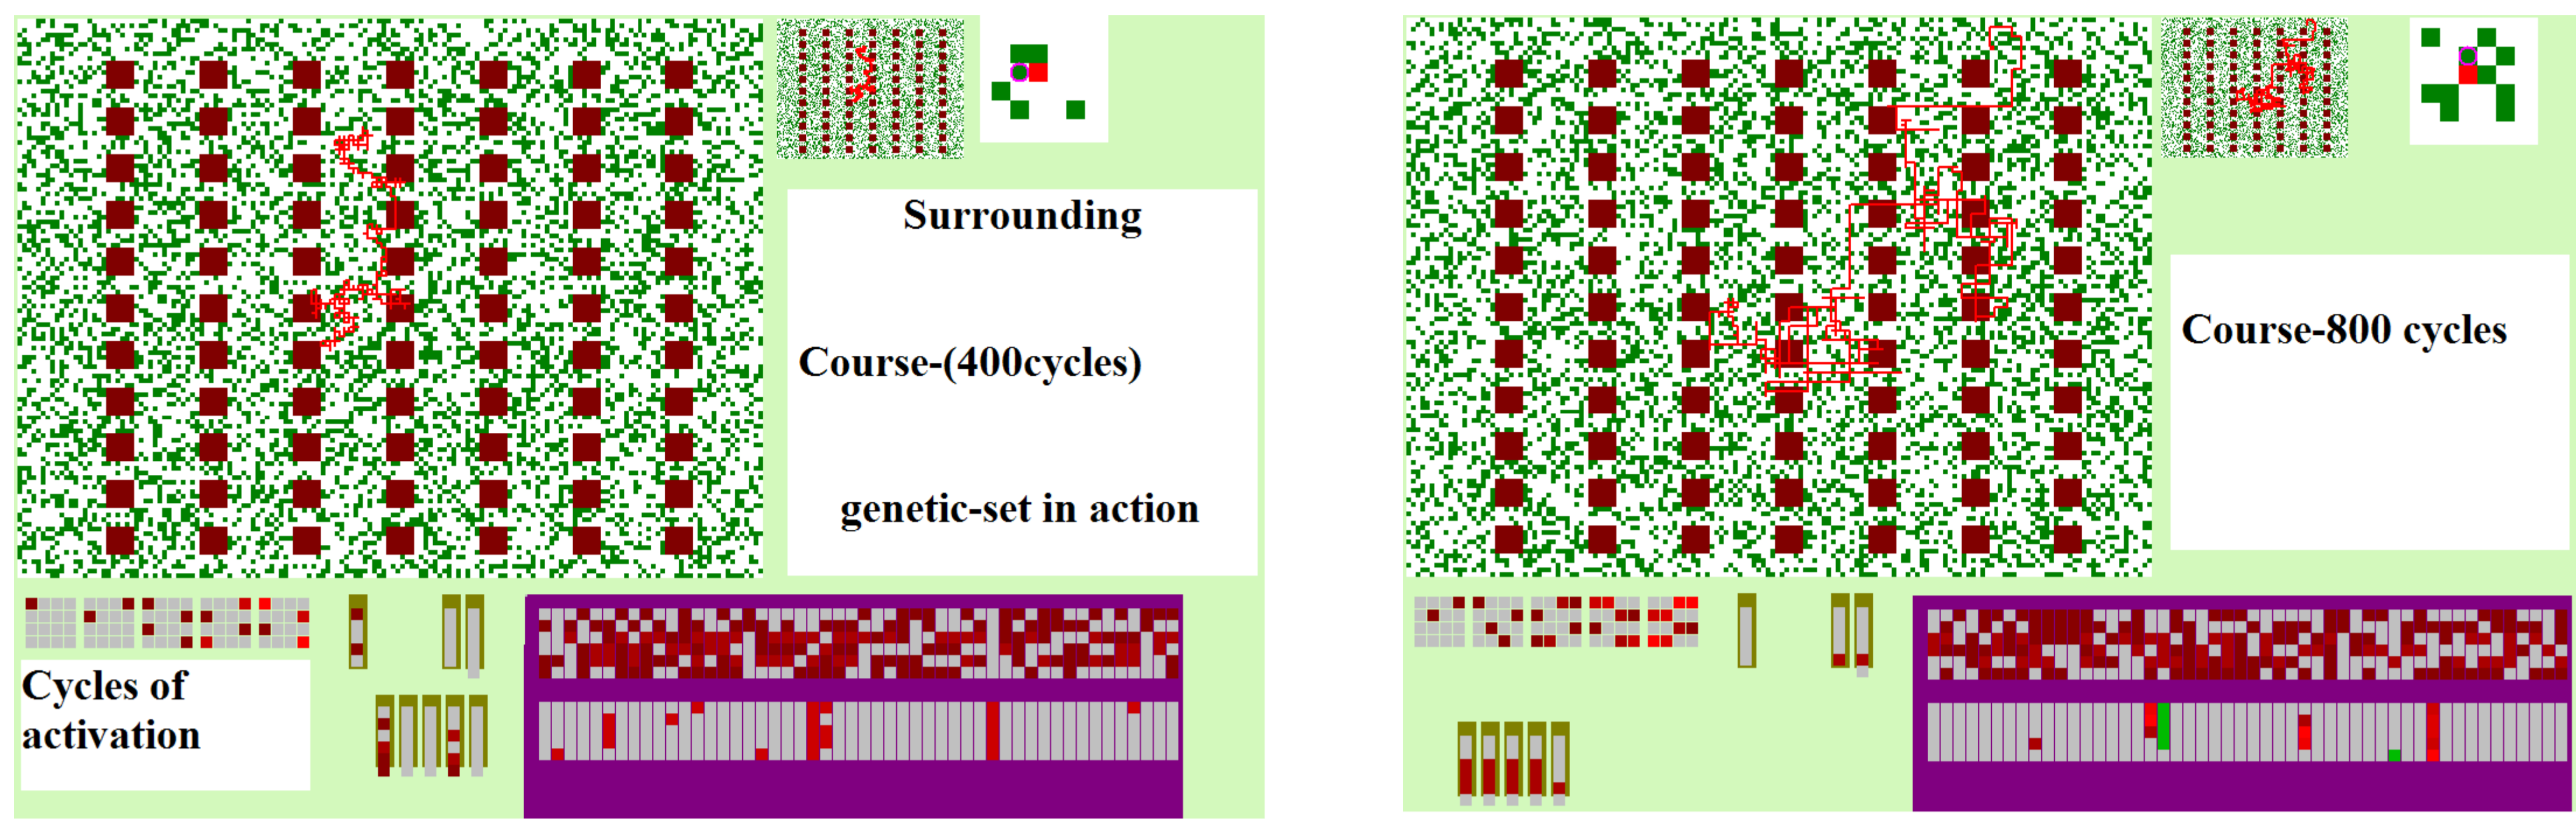 Surrounding
Course-(400cycles)
genetic-set in action
Cycles of
activation
Course-800 cycles